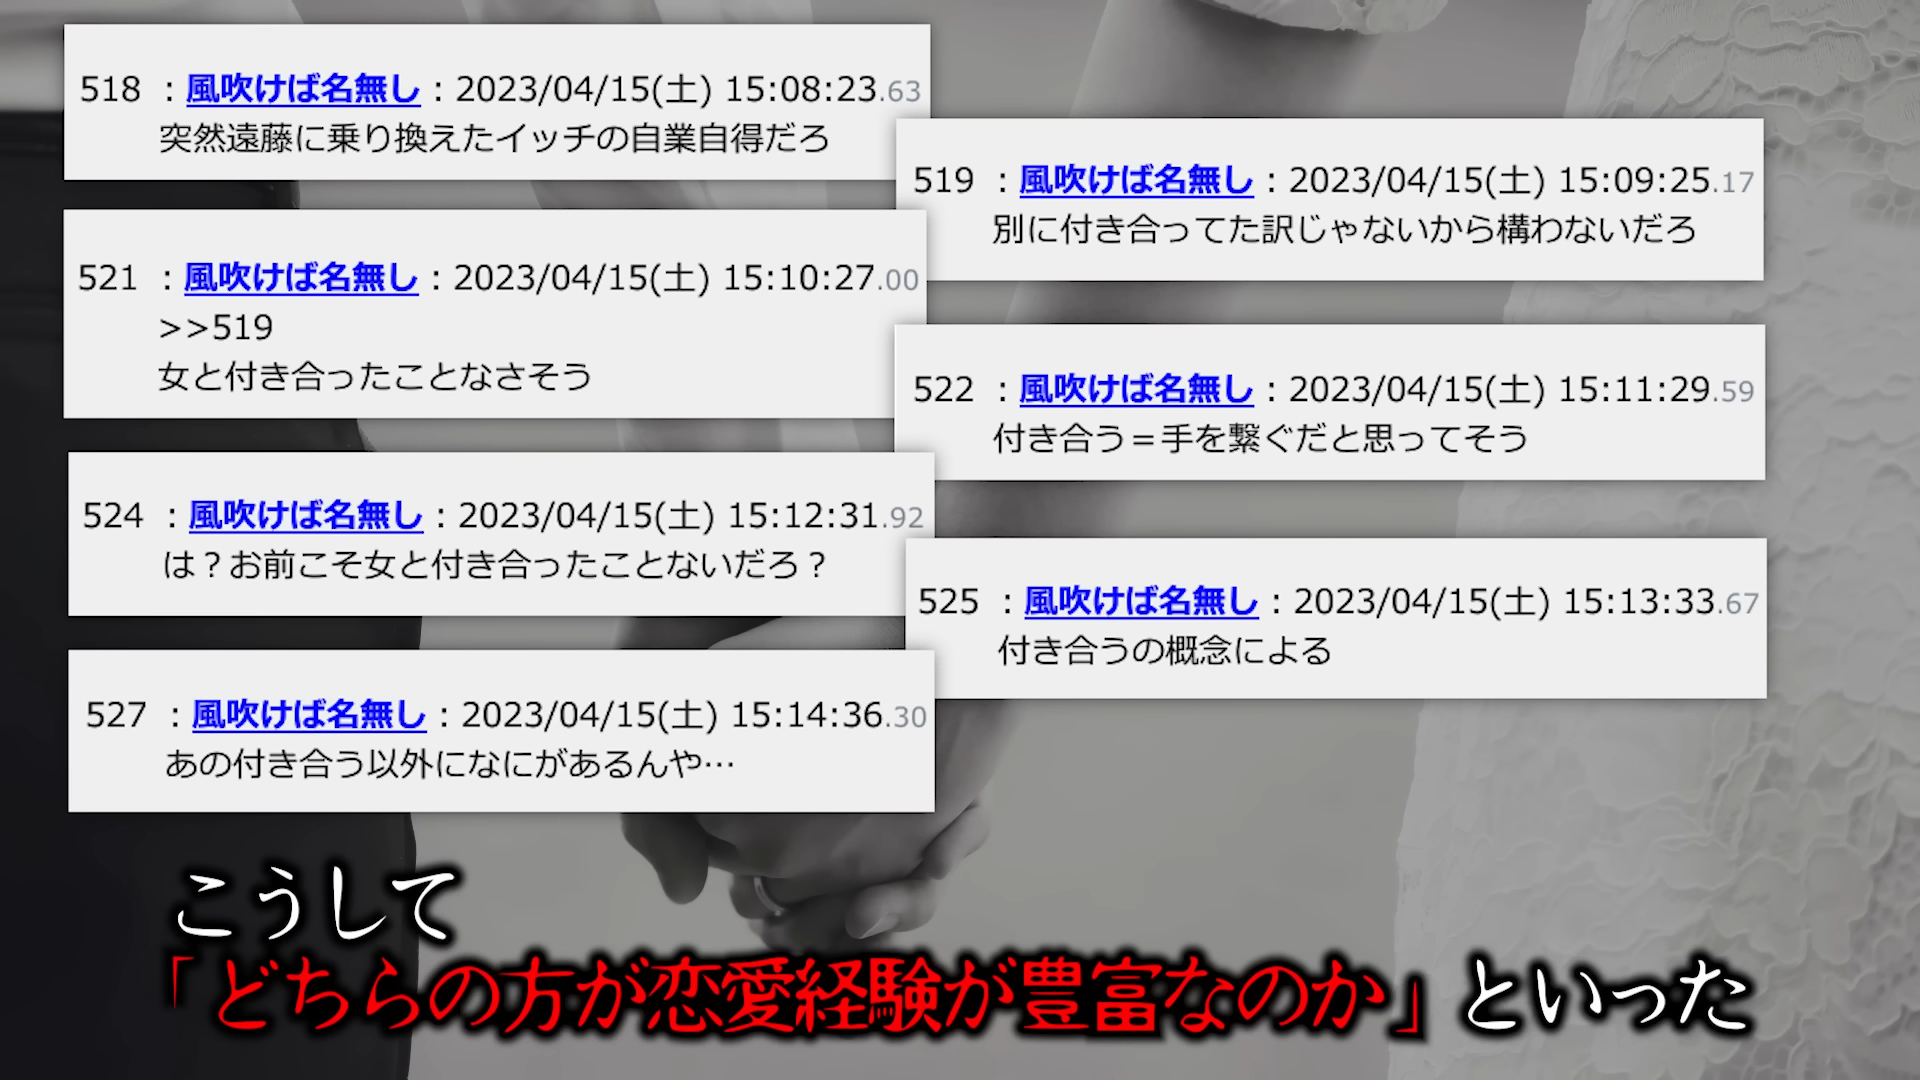 518 ：風吹けば名無し：2023/04/15(土) 15:08:23.63
突然遠藤に乗り換えたイッチの自業自得だろ
519 ：風吹けば名無し：2023/04/15(土) 15:09:25.17
別に付き合ってた訳じゃないから構わないだろ
521 ：風吹けば名無し：2023/04/15(土) 15:10:27.00
>>519
女と付き合ったことなさそう
522 ：風吹けば名無し：2023/04/15(土) 15:11:29.59
付き合う＝手を繋ぐだと思ってそう
524 ：風吹けば名無し：2023/04/15(土) 15:12:31.92
は？お前こそ女と付き合ったことないだろ？
525 ：風吹けば名無し：2023/04/15(土) 15:13:33.67
付き合うの概念による
527 ：風吹けば名無し：2023/04/15(土) 15:14:36.30
あの付き合う以外になにがあるんや…
こうして
「どちらの方が恋愛経験が豊富なのか」といった